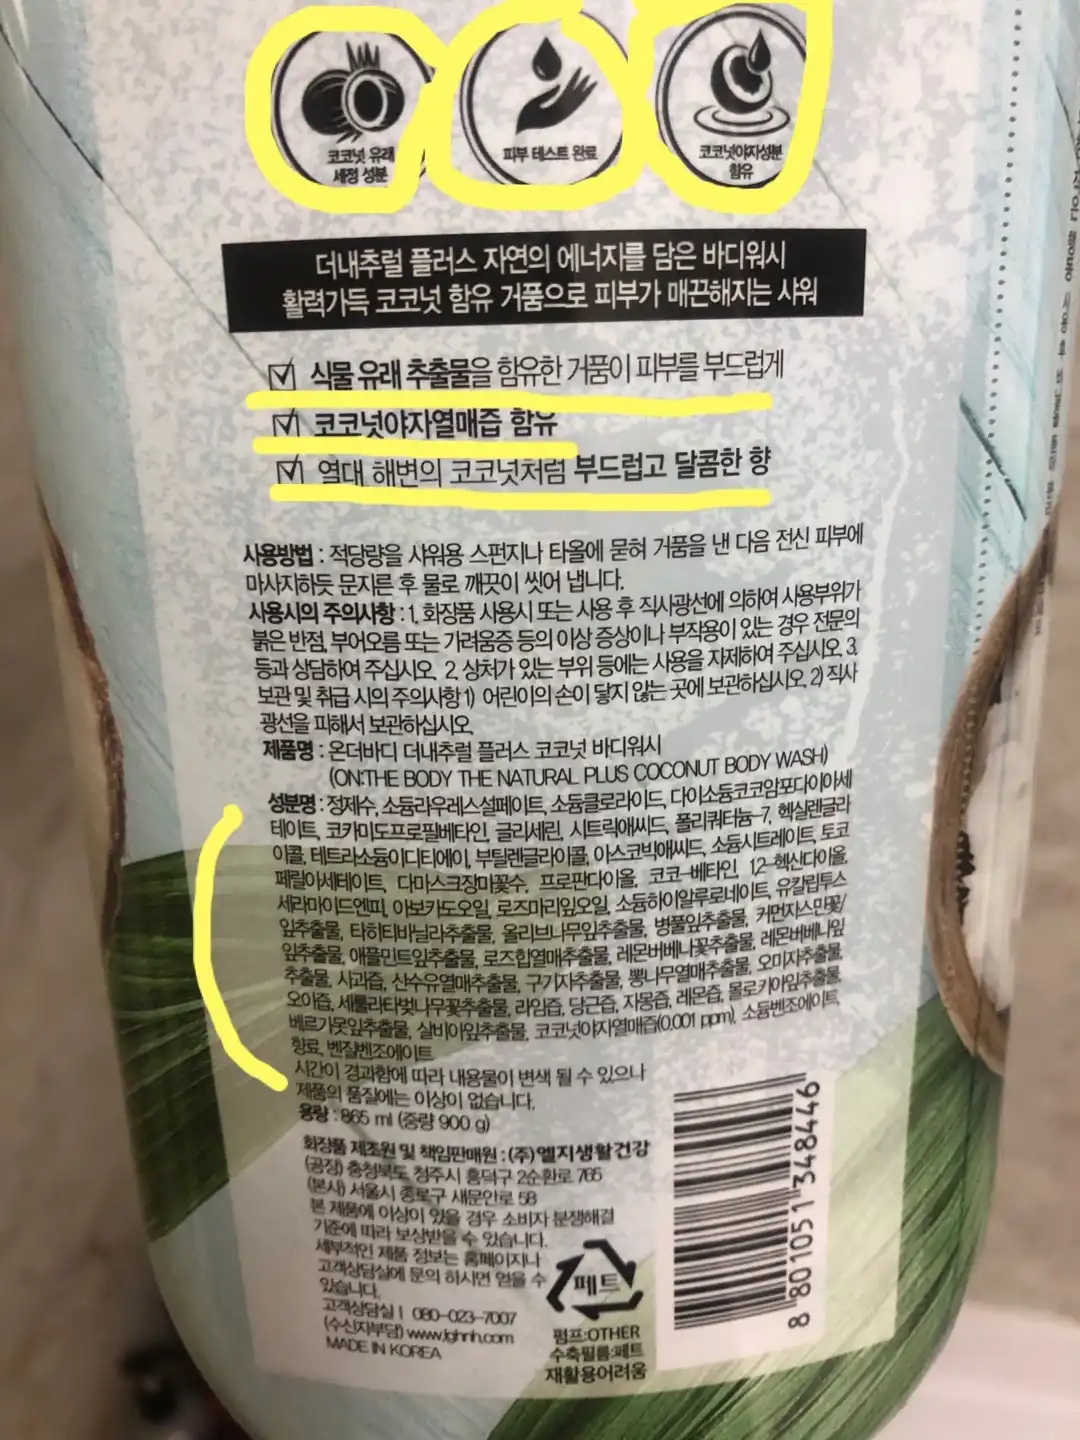 코코넛 유래
세정 성분
피부 테스트 완료
코코넛야자성분
함유
더내추럴 플러스 자연의 에너지를 담은 바디워시
활력가득 코코넛 함유 거품으로 피부가 매끈해지는 샤워
식물 유래 추출물을 함유한 거품이 피부를 부드럽게
코코넛야자열매즙 함유
열대 해변의 코코넛처럼 부드럽고 달콤한 향
사용방법 : 적당량을 샤워용 스펀지나 타올에 묻혀 거품을 낸 다음 전신 피부에
마사지하듯 문지른 후 물로 깨끗이 씻어 냅니다.
사용시의 주의사항 : 1. 화장품 사용시 또는 사용 후 직사광선에 의하여 사용부위가
붉은 반점, 부어오름 또는 가려움증 등의 이상 증상이나 부작용이 있는 경우 전문의
등과 상담하여 주십시오. 2. 상처가 있는 부위 등에는 사용을 자제하여 주십시오. 3.
보관 및 취급 시의 주의사항 1) 어린이의 손이 닿지 않는 곳에 보관하십시오. 2) 직사
광선을 피해서 보관하십시오.
제품명 : 온더바디 더내추럴 플러스 코코넛 바디워시
(ON:THE BODY THE NATURAL PLUS COCONUT BODY WASH)
성분명 : 정제수, 소듐라우레스설페이트, 소듐클로라이드, 다이소듐코코암포다이아세
테이트, 코카미도프로필베타인, 글리세린, 시트릭애씨드, 폴리쿼터늄-7, 헥실렌글라
이콜, 테트라소듐이디티에이, 부틸렌글라이콜, 아스코빅애씨드, 소듐시트레이트, 토코
페릴아세테이트, 다마스크장미꽃수, 프로판다이올, 코코-베타인, 1,2-헥산다이올,
세라마이드엔피, 아보카도오일, 로즈마리잎오일, 소듐하이알루로네이트, 유칼립투스
잎추출물, 타히티바닐라추출물, 올리브나무잎추출물, 병풀잎추출물, 커먼자스민꽃/
잎추출물, 애플민트잎추출물, 로즈힙열매추출물, 레몬버베나꽃추출물, 레몬버베나잎
추출물, 사과즙, 산수유열매추출물, 구기자추출물, 뽕나무열매추출물, 오미자추출물,
오이즙, 세룰라타벚나무꽃추출물, 라임즙, 당근즙, 자몽즙, 레몬즙, 몰로키아잎추출물,
베르가못잎추출물, 살비아잎추출물, 코코넛야자열매즙(0.001 ppm), 소듐벤조에이트,
향료, 벤질벤조에이트
시간이 경과함에 따라 내용물이 변색 될 수 있으나
제품의 품질에는 이상이 없습니다.
용량 : 865 ml (중량 900 g)
화장품 제조원 및 책임판매원 : (주)엘지생활건강
(공장) 충청북도 청주시 흥덕구 2순환로 765
(본사) 서울시 종로구 새문안로 58
본 제품에 이상이 있을 경우 소비자 분쟁해결
기준에 따라 보상받을 수 있습니다.
세부적인 제품 정보는 홈페이지나
고객상담실에 문의 하시면 얻을 수
있습니다.
고객상담실 | 080-023-7007
(수신자부담) www.lghnh.com
MADE IN KOREA
페트
펌프:OTHER
수축필름:페트
재활용어려움
8 801051 348446